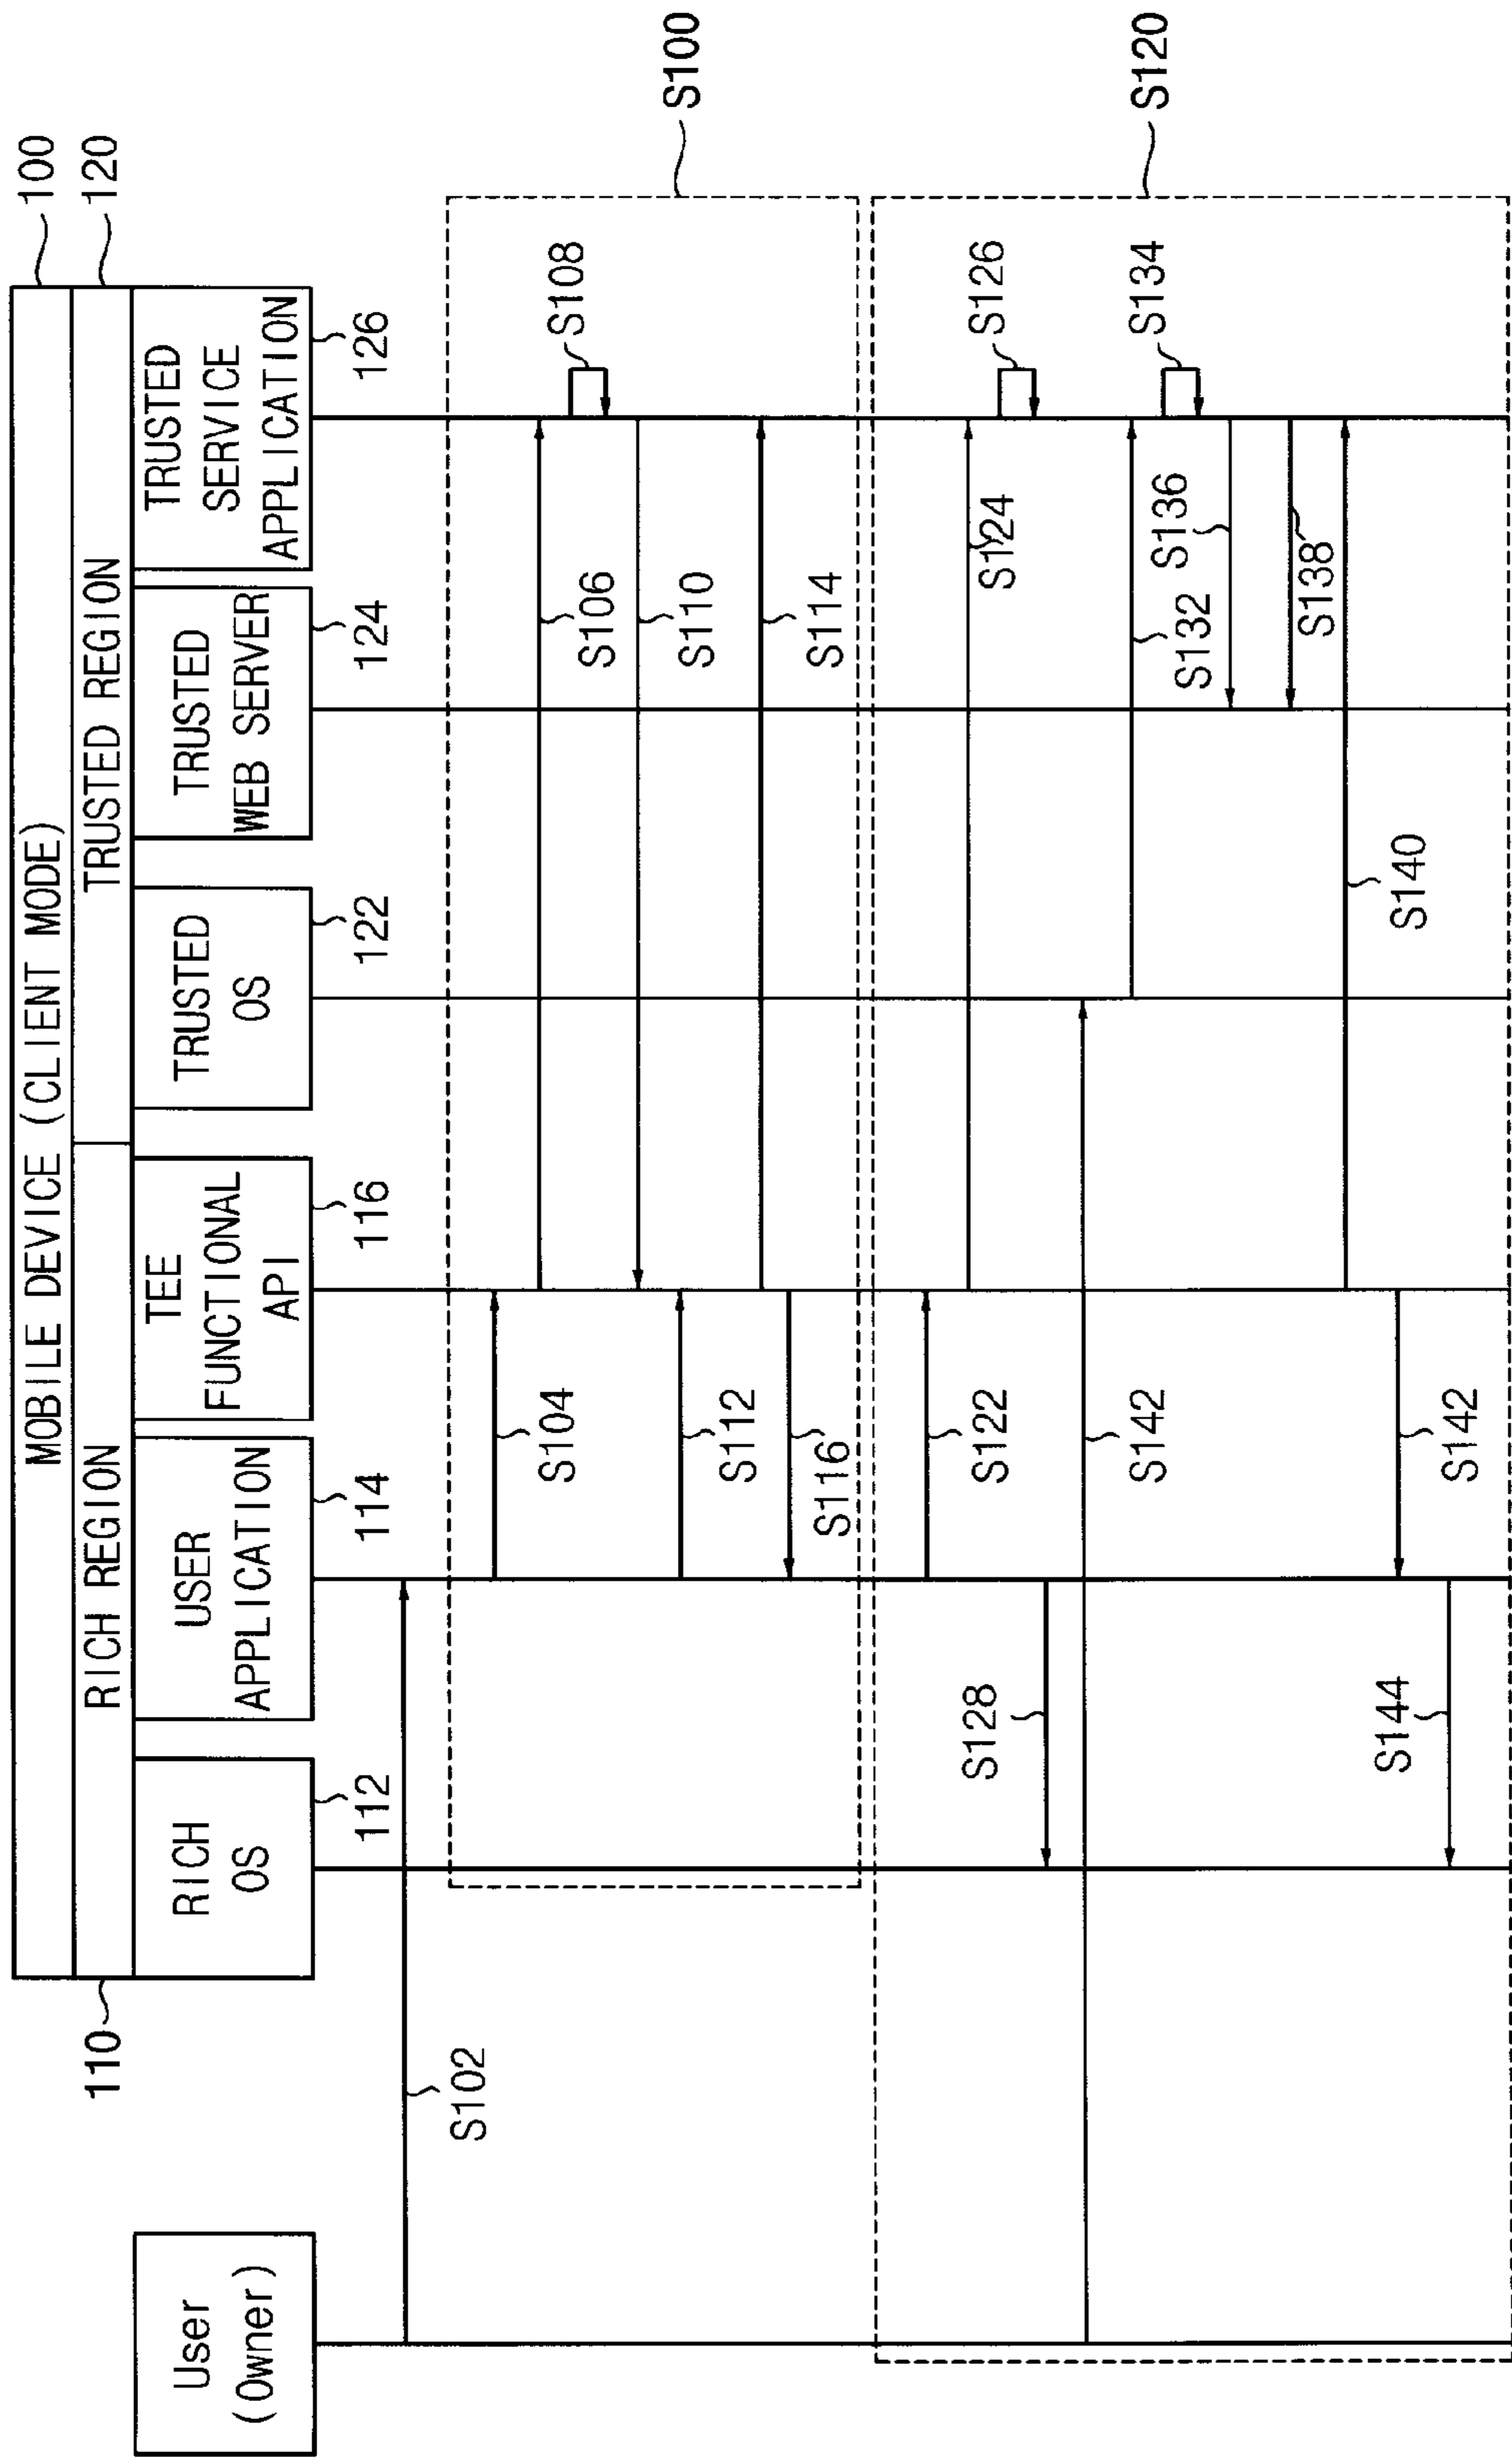 MOBILE DEVICE (CLIENT MODE)
100
110
RICH REGION
TRUSTED REGION
120
User
(Owner)
RICH
OS
112
USER
APPLICATION
114
TEE
FUNCTIONAL
API
116
TRUSTED
OS
122
TRUSTED
WEB SERVER
124
TRUSTED
SERVICE
APPLICATION
126
S102
S104
S106
S108
S110
S112
S114
S116
S100
S122
S124
S126
S128
S142
S132
S134
S136
S138
S140
S142
S144
S120